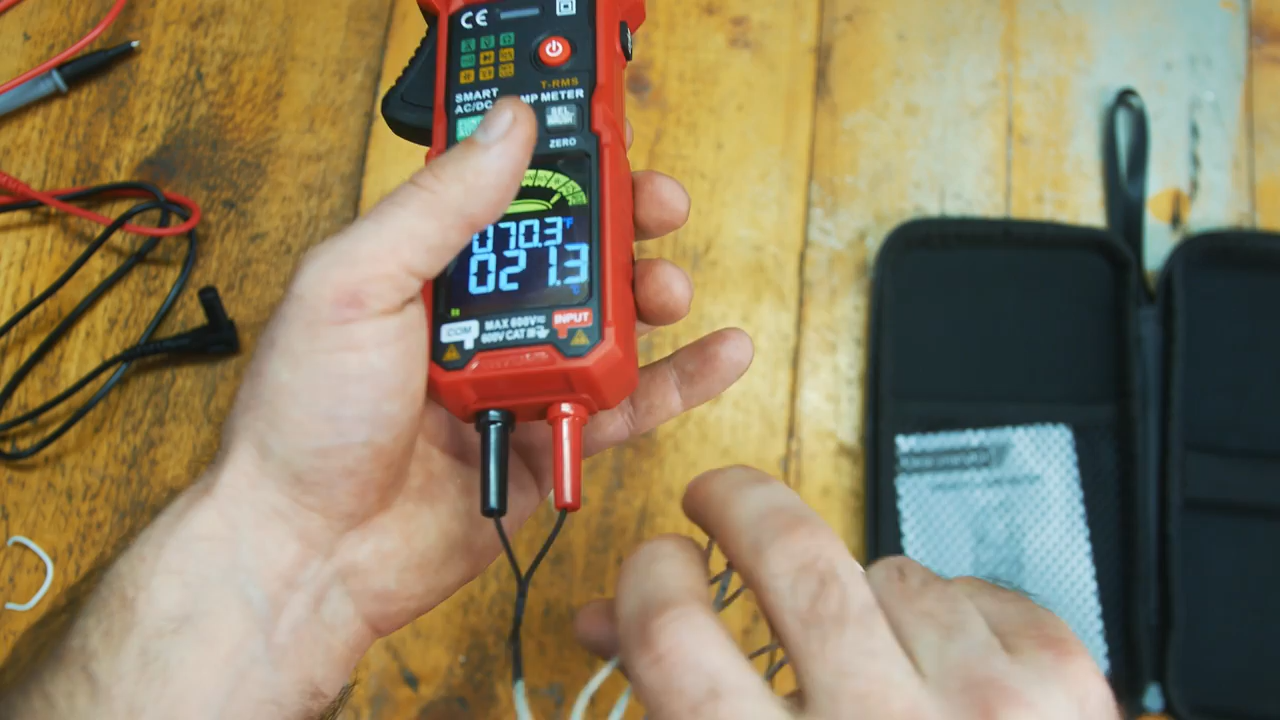 CE
T-RMS
SMART
AC/DC MP METER
SEL
ZERO
070.3°F
021.3
°C
COM
MAX 600V
INPUT
600V CAT